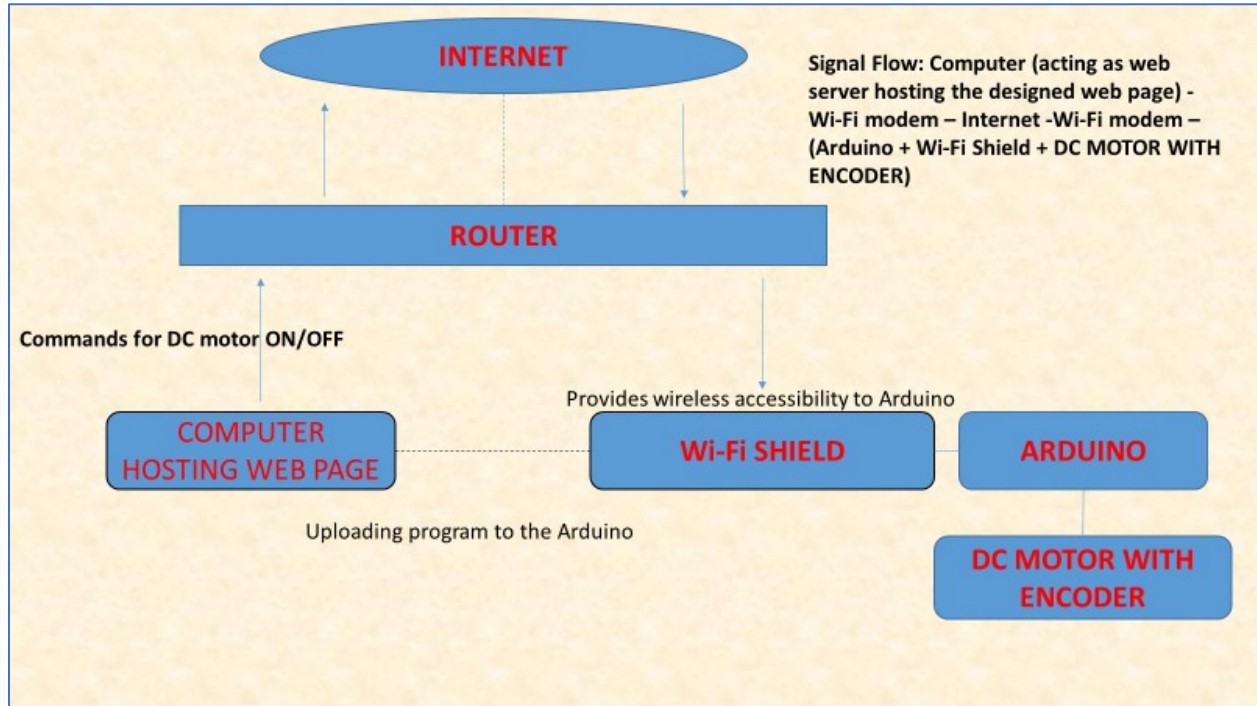 INTERNET
Signal Flow: Computer (acting as web
server hosting the designed web page) -
Wi-Fi modem – Internet -Wi-Fi modem –
(Arduino + Wi-Fi Shield + DC MOTOR WITH
ENCODER)
ROUTER
Commands for DC motor ON/OFF
Provides wireless accessibility to Arduino
COMPUTER
HOSTING WEB PAGE
Wi-Fi SHIELD
ARDUINO
Uploading program to the Arduino
DC MOTOR WITH
ENCODER